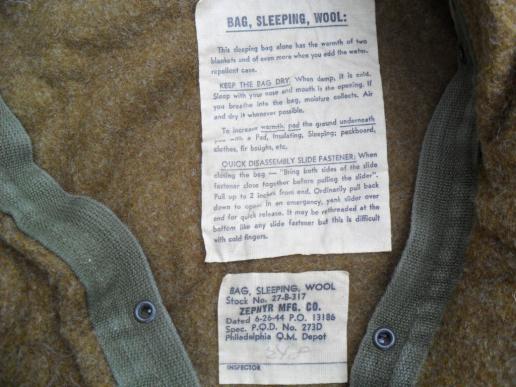 BAG, SLEEPING, WOOL:
This sleeping bag alone has the warmth of two
blankets and of even more when you add the water-
repellent case.
KEEP THE BAG DRY. When damp, it is cold.
Sleep with your nose and mouth in the opening. If
you breathe into the bag, moisture collects. Air
and dry it whenever possible.
To increase warmth, pad the ground underneath
you with a Pad, Insulating, Sleeping; packboard,
clothes, fir boughs, etc.
QUICK DISASSEMBLY SLIDE FASTENER: When
closing the bag — "Bring both sides of the slide
fastener close together before pulling the slider".
Pull up to 2 inches from end. Ordinarily pull back
down to open. In an emergency, yank slider over
end for quick release. It may be rethreaded at the
bottom like any slide fastener but this is difficult
with cold fingers.
BAG, SLEEPING, WOOL
Stock No. 27-B-317
ZEPHYR MFG. CO.
Dated 6-26-44 P.O. 13186
Spec. P.Q.D. No. 273D
Philadelphia Q.M. Depot
INSPECTOR